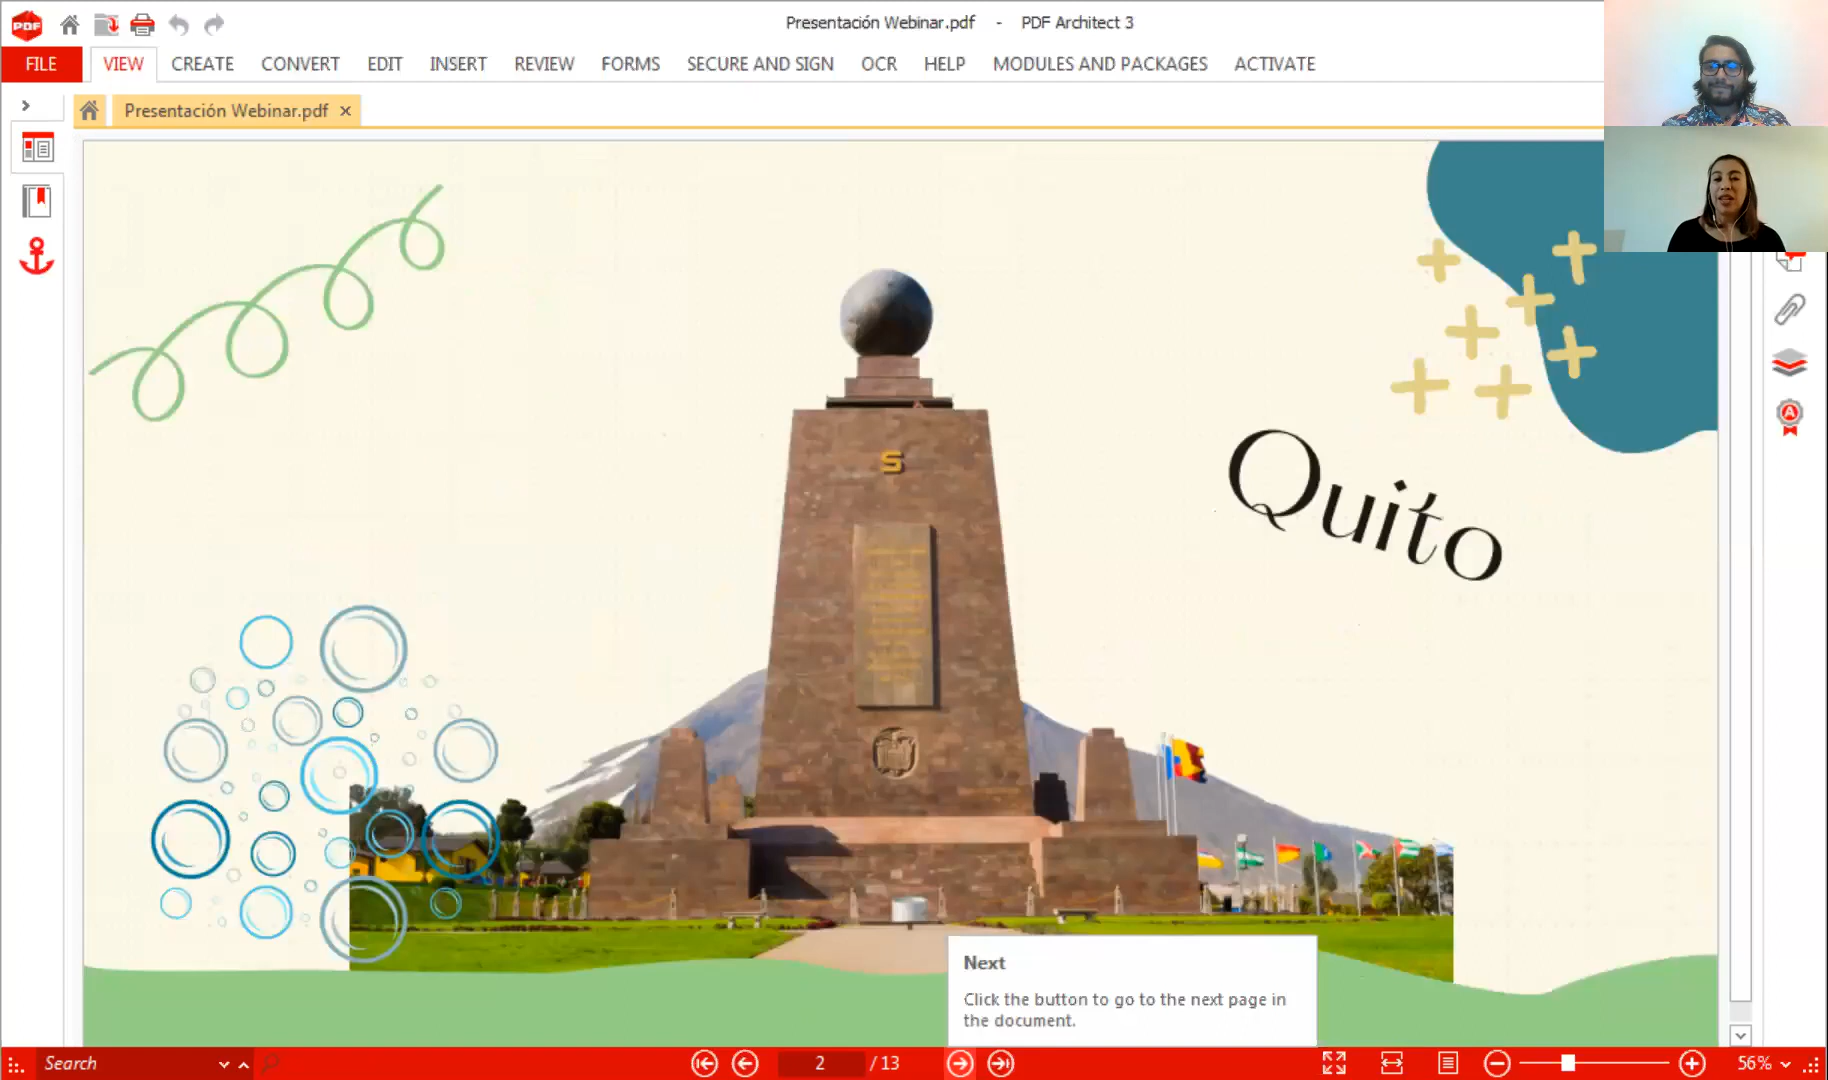 PDF
Presentación Webinar.pdf - PDF Architect 3
FILE VIEW CREATE CONVERT EDIT INSERT REVIEW FORMS SECURE AND SIGN OCR HELP MODULES AND PACKAGES ACTIVATE
Presentación Webinar.pdf
S
Quito
Next
Click the button to go to the next page in
the document.
Search 2 / 13 56%